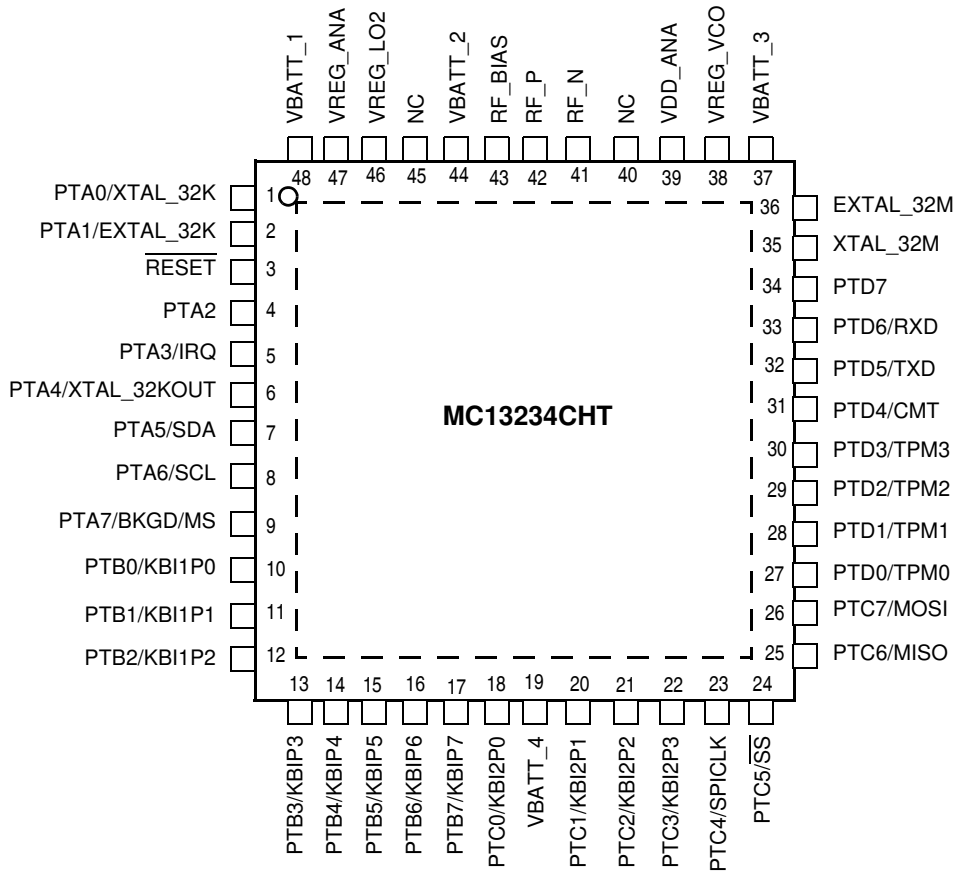 VBATT_1
VREG_ANA
VREG_LO2
NC
VBATT_2
RF_BIAS
RF_P
RF_N
NC
VDD_ANA
VREG_VCO
VBATT_3
48 47 46 45 44 43 42 41 40 39 38 37
PTA0/XTAL_32K 1
PTA1/EXTAL_32K 2
RESET 3
PTA2 4
PTA3/IRQ 5
PTA4/XTAL_32KOUT 6
PTA5/SDA 7
PTA6/SCL 8
PTA7/BKGD/MS 9
PTB0/KBI1P0 10
PTB1/KBI1P1 11
PTB2/KBI1P2 12
MC13234CHT
36 EXTAL_32M
35 XTAL_32M
34 PTD7
33 PTD6/RXD
32 PTD5/TXD
31 PTD4/CMT
30 PTD3/TPM3
29 PTD2/TPM2
28 PTD1/TPM1
27 PTD0/TPM0
26 PTC7/MOSI
25 PTC6/MISO
13 14 15 16 17 18 19 20 21 22 23 24
PTB3/KBIP3
PTB4/KBIP4
PTB5/KBIP5
PTB6/KBIP6
PTB7/KBIP7
PTC0/KBI2P0
VBATT_4
PTC1/KBI2P1
PTC2/KBI2P2
PTC3/KBI2P3
PTC4/SPICLK
PTC5/SS